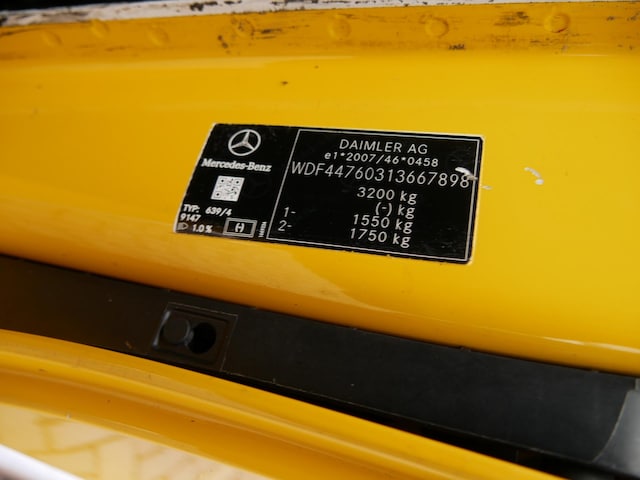 Mercedes-Benz
TYP: 639/4
9147
1.0 %
DAIMLER AG
e1*2007/46*0458
WDF44760313667898
3200 kg
(-) kg
1- 1550 kg
2- 1750 kg